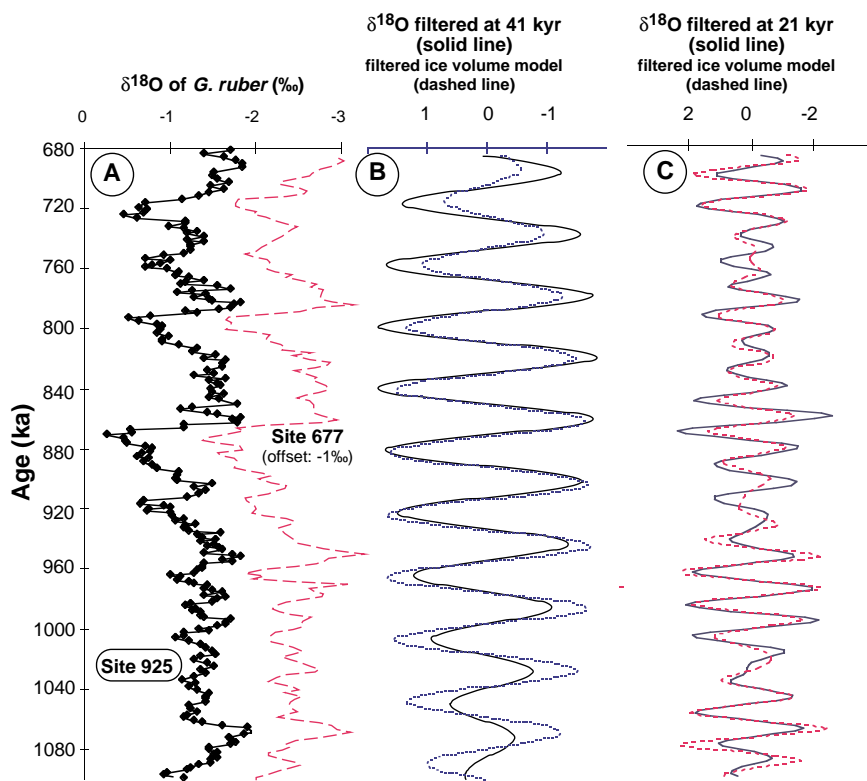 δ18O filtered at 41 kyr
(solid line)
filtered ice volume model
(dashed line)
δ18O filtered at 21 kyr
(solid line)
filtered ice volume model
(dashed line)
δ18O of G. ruber (‰)
0 -1 -2 -3
1 0 -1
2 0 -2
A
B
C
Age (ka)
680
720
760
800
840
880
920
960
1000
1040
1080
Site 677
(offset: -1‰)
Site 925